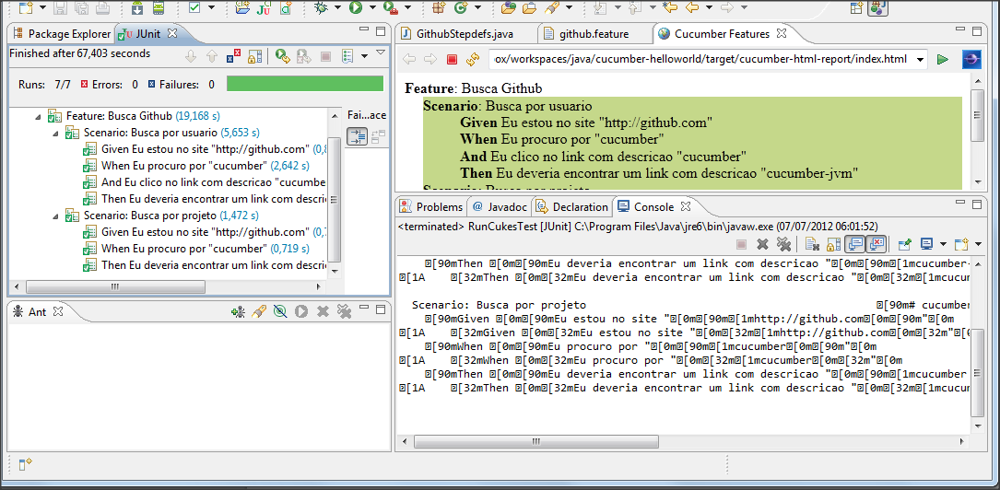 Package Explorer JUnit
Finished after 67,403 seconds
Runs: 7/7 Errors: 0 Failures: 0
Feature: Busca Github (19,168 s)
Scenario: Busca por usuario (5,653 s)
Given Eu estou no site "http://github.com" (0,
When Eu procuro por "cucumber" (2,642 s)
And Eu clico no link com descricao "cucumbe
Then Eu deveria encontrar um link com descri
Scenario: Busca por projeto (1,472 s)
Given Eu estou no site "http://github.com" (0,7
When Eu procuro por "cucumber" (0,719 s)
Then Eu deveria encontrar um link com descri
Fai...ace
Ant
GithubStepdefs.java github.feature Cucumber Features
ox/workspaces/java/cucumber-helloworld/target/cucumber-html-report/index.html
Feature: Busca Github
Scenario: Busca por usuario
Given Eu estou no site "http://github.com"
When Eu procuro por "cucumber"
And Eu clico no link com descricao "cucumber"
Then Eu deveria encontrar um link com descricao "cucumber-jvm"
Scenario: Busca por projeto
Problems Javadoc Declaration Console
<terminated> RunCukesTest [JUnit] C:\Program Files\Java\jre6\bin\javaw.exe (07/07/2012 06:01:52)
[90mThen [0m[90mEu deveria encontrar um link com descricao "[0m[90m[1mcucumber-
[1A [32mThen [0m[32mEu deveria encontrar um link com descricao "[0m[32m[1mcucum
Scenario: Busca por projeto [90m# cucumber
[90mGiven [0m[90mEu estou no site "[0m[90m[1mhttp://github.com[0m[90m"[0m
[1A [32mGiven [0m[32mEu estou no site "[0m[32m[1mhttp://github.com[0m[32m"[0
[90mWhen [0m[90mEu procuro por "[0m[90m[1mcucumber[0m[90m"[0m
[1A [32mWhen [0m[32mEu procuro por "[0m[32m[1mcucumber[0m[32m"[0m
[90mThen [0m[90mEu deveria encontrar um link com descricao "[0m[90m[1mcucumber
[1A [32mThen [0m[32mEu deveria encontrar um link com descricao "[0m[32m[1mcucum